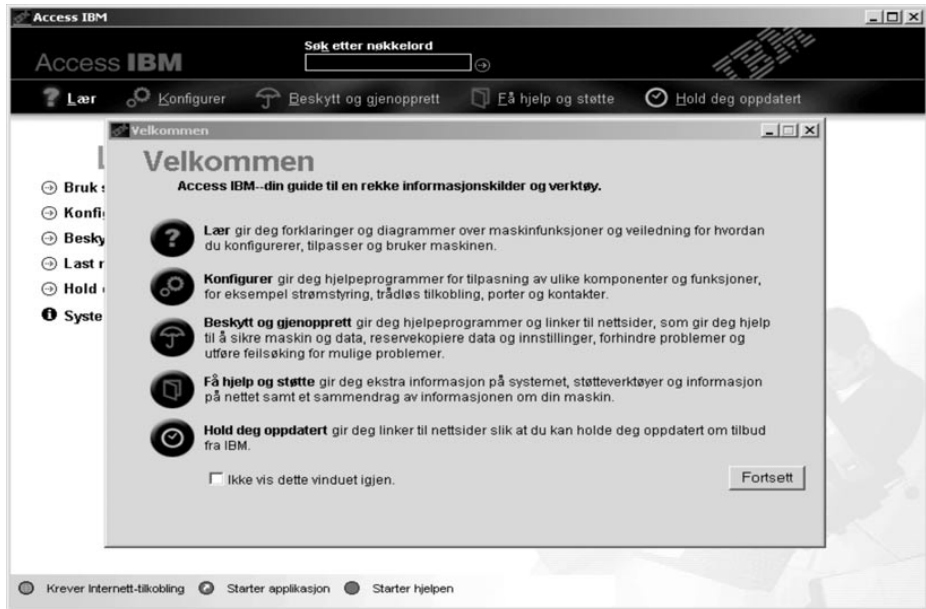 Access IBM
Access IBM
Søk etter nøkkelord
IBM
Lær
Konfigurer
Beskytt og gjenopprett
Få hjelp og støtte
Hold deg oppdatert
Velkommen
Velkommen
Access IBM--din guide til en rekke informasjonskilder og verktøy.
Bruk
Besky
Last
Hold
Syste
Lær gir deg forklaringer og diagrammer over maskinfunksjoner og veiledning for hvordan
du konfigurerer, tilpasser og bruker maskinen.
Konfigurer gir deg hjelpeprogrammer for tilpasning av ulike komponenter og funksjoner,
for eksempel strømstyring, trådløs tilkobling, porter og kontakter.
Beskytt og gjenopprett gir deg hjelpeprogrammer og linker til nettsider, som gir deg hjelp
til å sikre maskin og data, reservekopiere data og innstillinger, forhindre problemer og
utføre feilsøking for mulige problemer.
Få hjelp og støtte gir deg ekstra informasjon på systemet, støtteverktøyer og informasjon
på nettet samt et sammendrag av informasjonen om din maskin.
Hold deg oppdatert gir deg linker til nettsider slik at du kan holde deg oppdatert om tilbud
fra IBM.
Ikke vis dette vinduet igjen.
Fortsett
Krever Internett-tilkobling
Starter applikasjon
Starter hjelpen